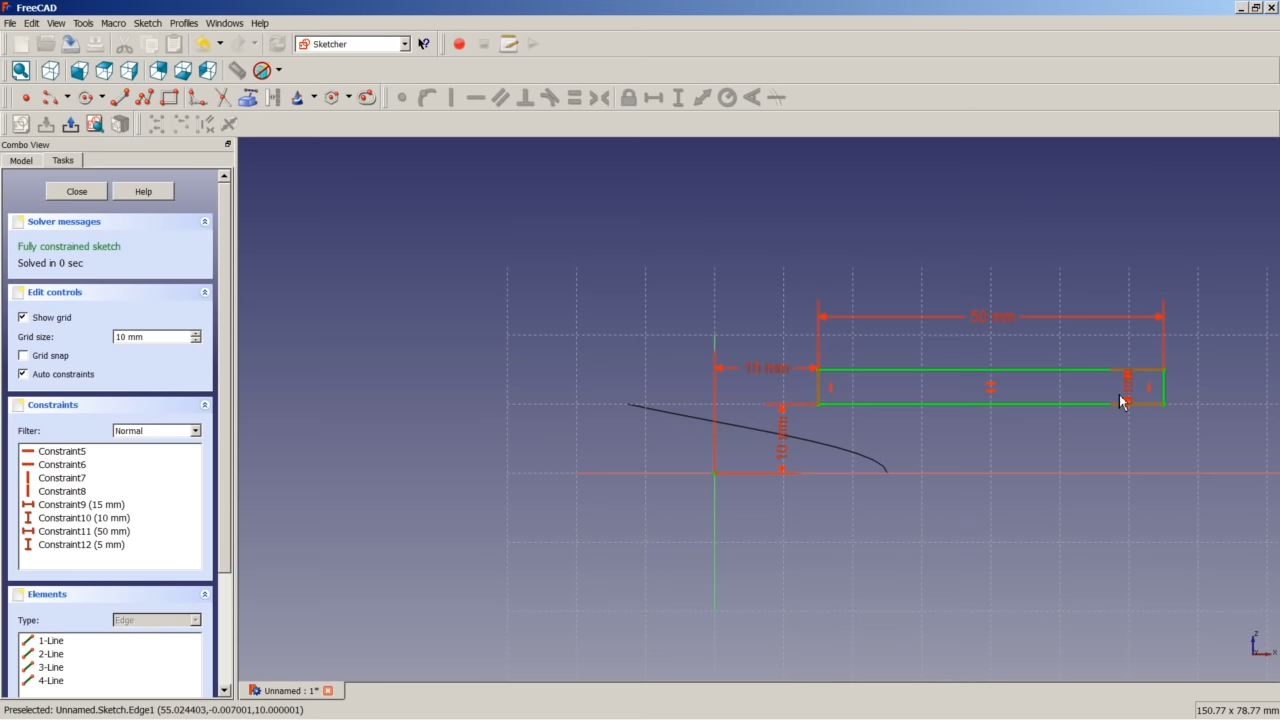 FreeCAD
File Edit View Tools Macro Sketch Profiles Windows Help
Sketcher
Combo View
Model Tasks
Close Help
Solver messages
Fully constrained sketch
Solved in 0 sec
Edit controls
Show grid
Grid size: 10 mm
Grid snap
Auto constraints
Constraints
Filter: Normal
Constraint5
Constraint6
Constraint7
Constraint8
Constraint9 (15 mm)
Constraint10 (10 mm)
Constraint11 (50 mm)
Constraint12 (5 mm)
Elements
Type: Edge
1-Line
2-Line
3-Line
4-Line
50 mm
15 mm
10 mm
z
x
Unnamed : 1*
Preselected: Unnamed.Sketch.Edge1 (55.024403,-0.007001,10.000001)
150.77 x 78.77 mm